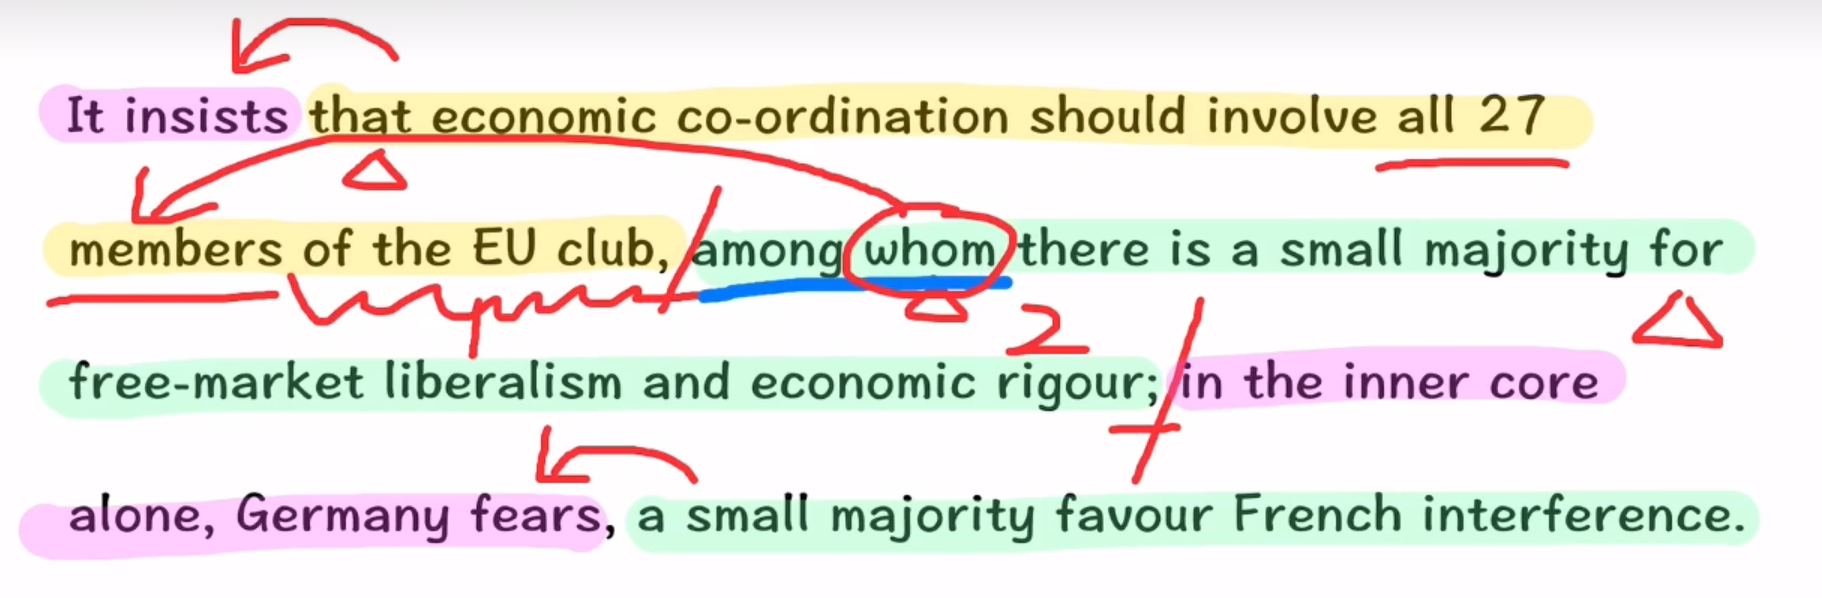 It insists that economic co-ordination should involve all 27
members of the EU club, among whom there is a small majority for
2
free-market liberalism and economic rigour; in the inner core
alone, Germany fears, a small majority favour French interference.